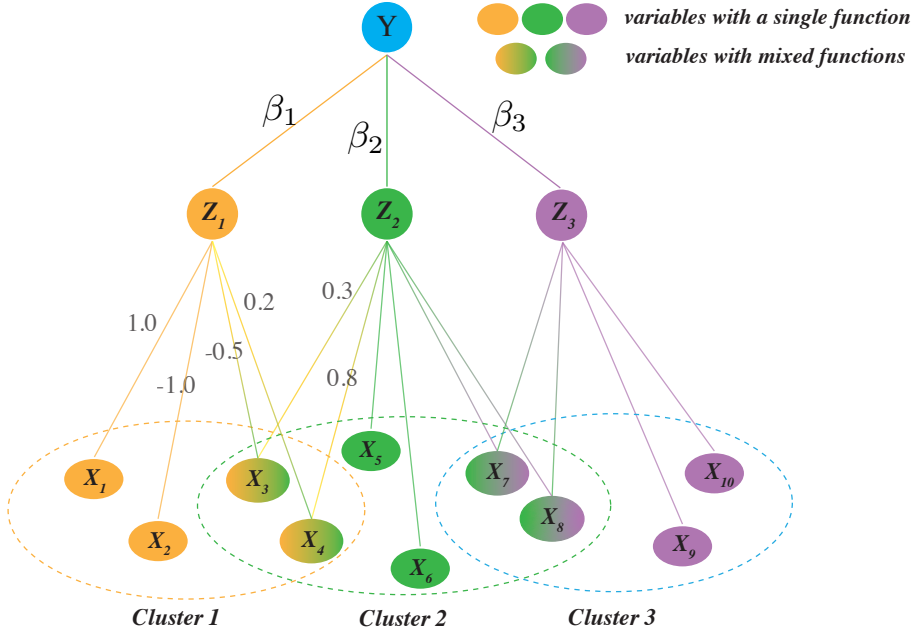 Y
variables with a single function
variables with mixed functions
β₁
β₂
β₃
Z₁
Z₂
Z₃
0.3
0.2
1.0
-0.5
-1.0
0.8
X₁
X₂
X₃
X₄
X₅
X₆
X₇
X₈
X₉
X₁₀
Cluster 1
Cluster 2
Cluster 3